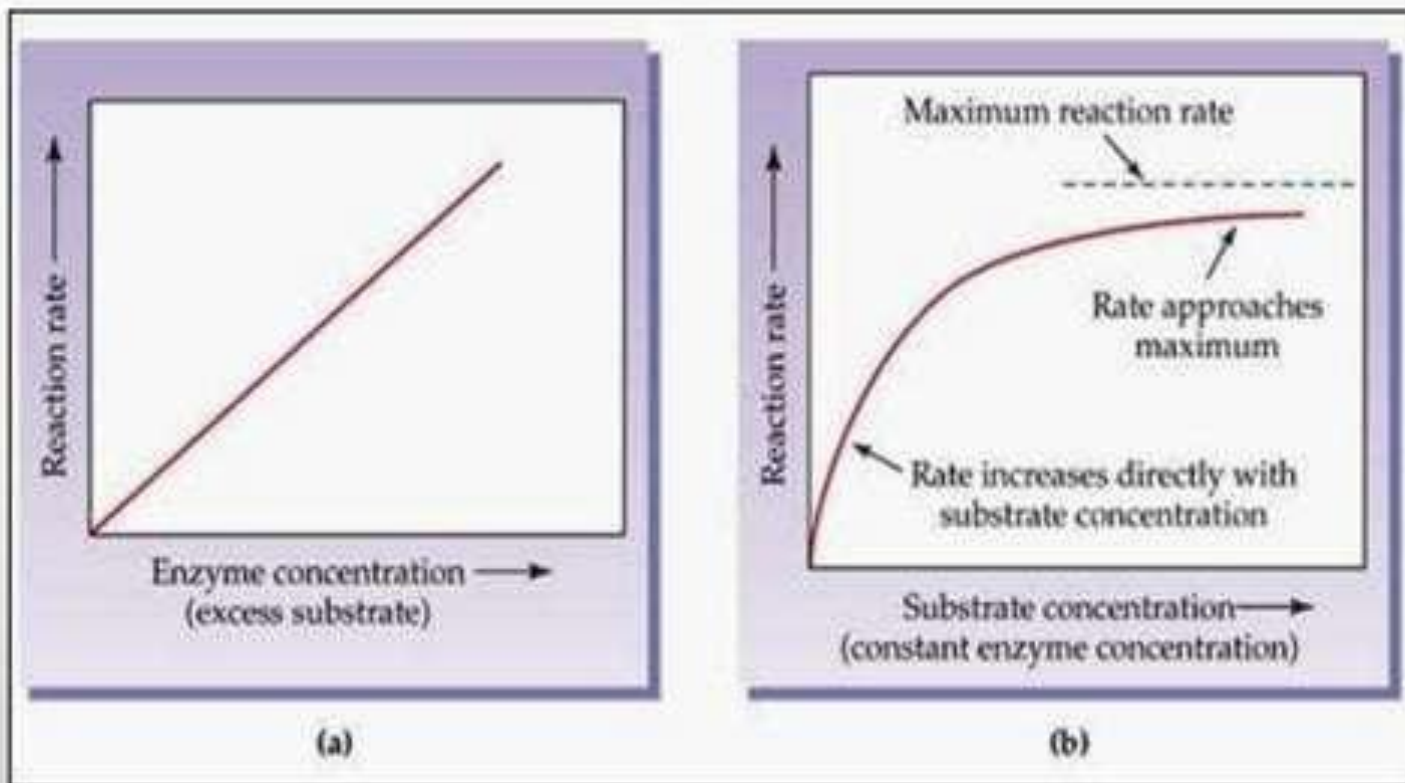 Reaction rate
Enzyme concentration
(excess substrate)
(a)
Maximum reaction rate
Rate approaches
maximum
Rate increases directly with
substrate concentration
Reaction rate
Substrate concentration
(constant enzyme concentration)
(b)